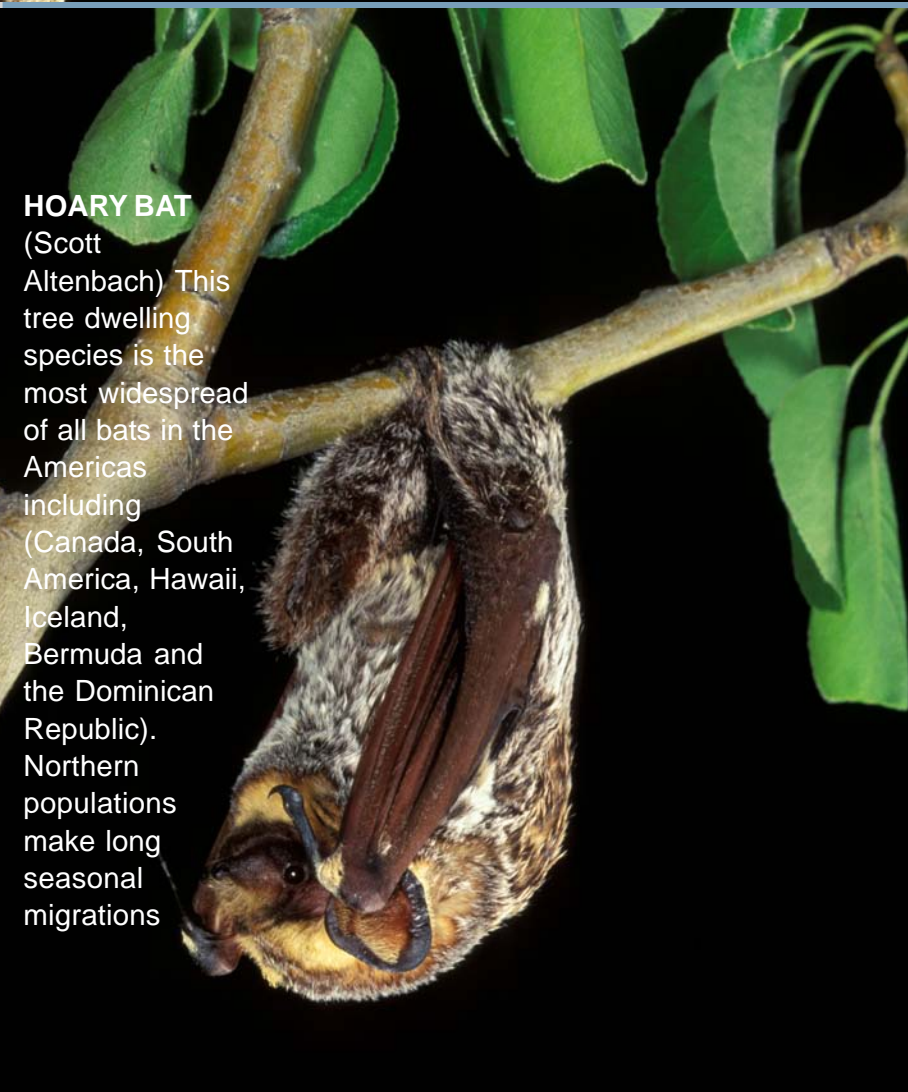 HOARY BAT
(Scott
Altenbach) This
tree dwelling
species is the
most widespread
of all bats in the
Americas
including
(Canada, South
America, Hawaii,
Iceland,
Bermuda and
the Dominican
Republic).
Northern
populations
make long
seasonal
migrations